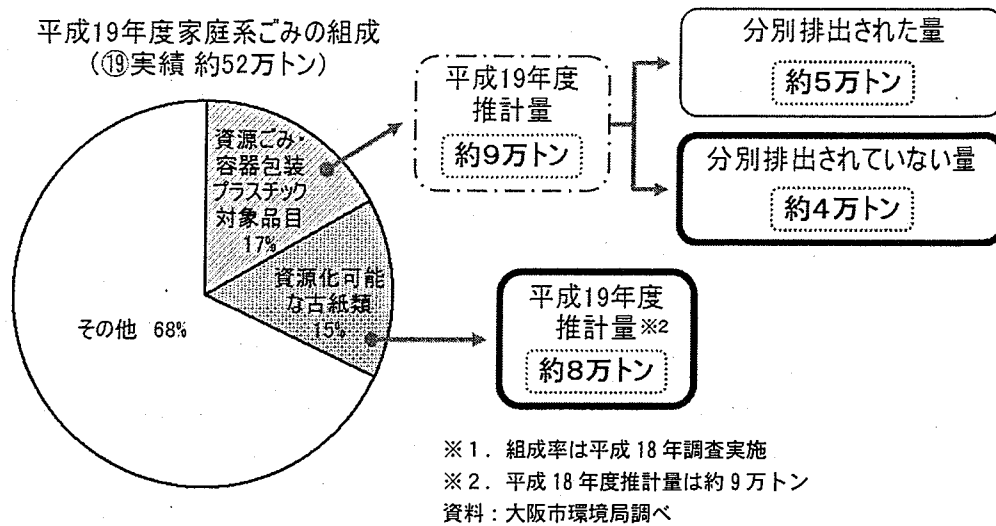 平成19年度家庭系ごみの組成
(⑲実績 約52万トン)
資源ごみ・
容器包装
プラスチック
対象品目
17%
資源化可能
な古紙類
15%
その他 68%
平成19年度
推計量
約9万トン
分別排出された量
約5万トン
分別排出されていない量
約4万トン
平成19年度
推計量※2
約8万トン
※1．組成率は平成18年調査実施
※2．平成18年度推計量は約9万トン
資料：大阪市環境局調べ